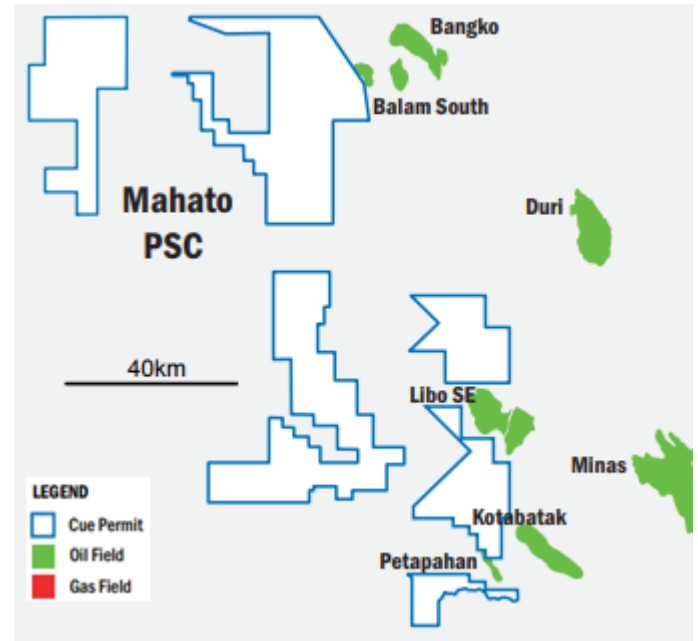 Bangko
Balam South
Mahato
PSC
Duri
40km
Libo SE
Minas
LEGEND
Cue Permit
Oil Field
Gas Field
Kotabatak
Petapahan